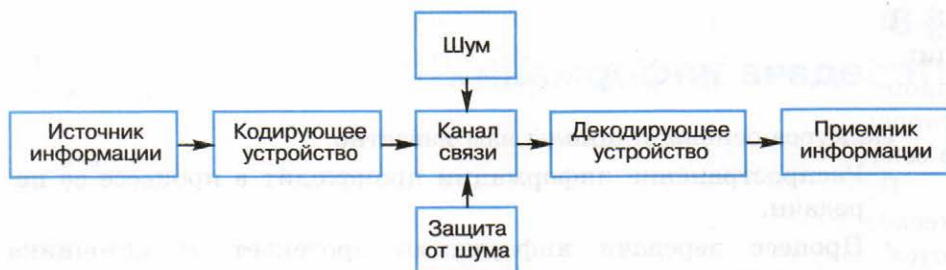 Шум
Источник
информации
Кодирующее
устройство
Канал
связи
Декодирующее
устройство
Приемник
информации
Защита
от шума